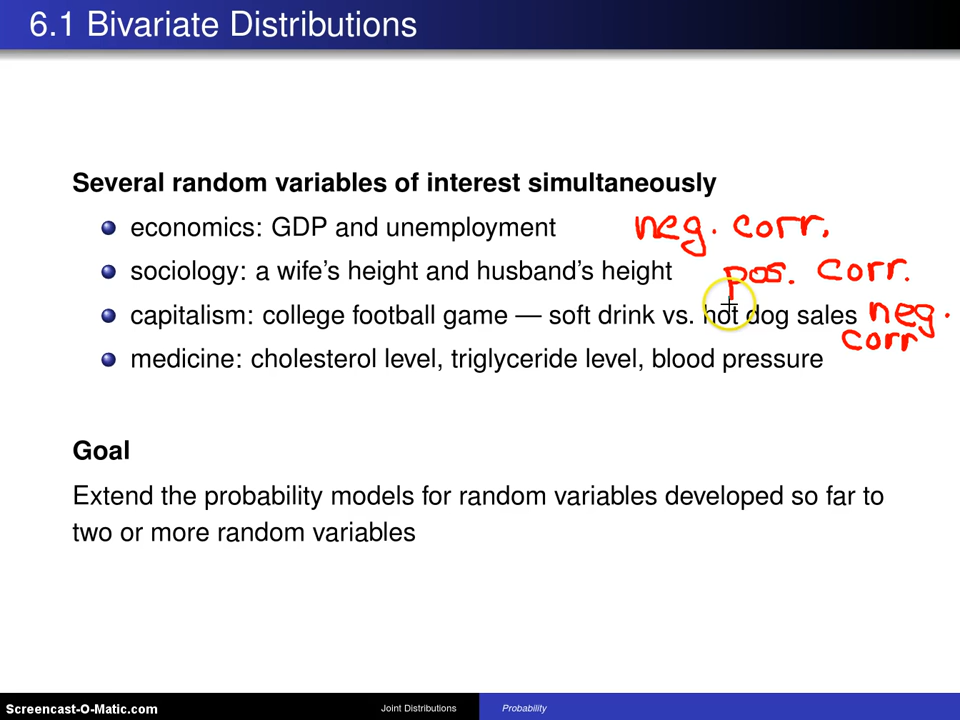 6.1 Bivariate Distributions
Several random variables of interest simultaneously
economics: GDP and unemployment neg. corr.
sociology: a wife's height and husband's height pos. corr.
capitalism: college football game — soft drink vs. hot dog sales neg.
corr
medicine: cholesterol level, triglyceride level, blood pressure
Goal
Extend the probability models for random variables developed so far to
two or more random variables
Screencast-O-Matic.com Joint Distributions Probability